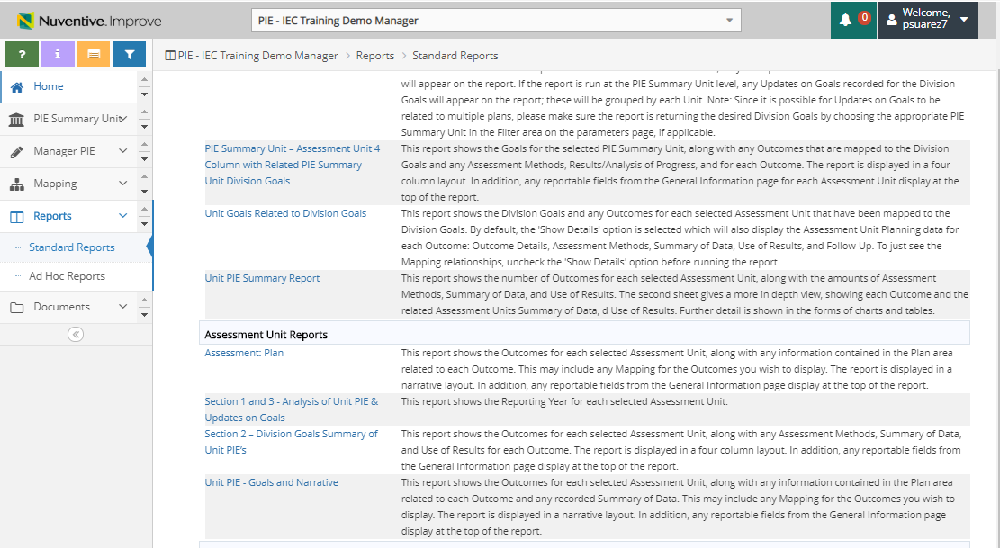 Nuventive.Improve
PIE - IEC Training Demo Manager
0
Welcome,
psuarez7
?
i
PIE - IEC Training Demo Manager > Reports > Standard Reports
Home
PIE Summary Unit
Manager PIE
Mapping
Reports
Standard Reports
Ad Hoc Reports
Documents
will appear on the report. If the report is run at the PIE Summary Unit level, any Updates on Goals recorded for the Division
Goals will appear on the report; these will be grouped by each Unit. Note: Since it is possible for Updates on Goals to be
related to multiple plans, please make sure the report is returning the desired Division Goals by choosing the appropriate PIE
Summary Unit in the Filter area on the parameters page, if applicable.
PIE Summary Unit – Assessment Unit 4
Column with Related PIE Summary
Unit Division Goals
This report shows the Goals for the selected PIE Summary Unit, along with any Outcomes that are mapped to the Division
Goals and any Assessment Methods, Results/Analysis of Progress, and for each Outcome. The report is displayed in a four
column layout. In addition, any reportable fields from the General Information page for each Assessment Unit display at the
top of the report.
Unit Goals Related to Division Goals
This report shows the Division Goals and any Outcomes for each selected Assessment Unit that have been mapped to the
Division Goals. By default, the 'Show Details' option is selected which will also display the Assessment Unit Planning data for
each Outcome: Outcome Details, Assessment Methods, Summary of Data, Use of Results, and Follow-Up. To just see the
Mapping relationships, uncheck the 'Show Details' option before running the report.
Unit PIE Summary Report
This report shows the number of Outcomes for each selected Assessment Unit, along with the amounts of Assessment
Methods, Summary of Data, and Use of Results. The second sheet gives a more in depth view, showing each Outcome and the
related Assessment Units Summary of Data, d Use of Results. Further detail is shown in the forms of charts and tables.
Assessment Unit Reports
Assessment: Plan
This report shows the Outcomes for each selected Assessment Unit, along with any information contained in the Plan area
related to each Outcome. This may include any Mapping for the Outcomes you wish to display. The report is displayed in a
narrative layout. In addition, any reportable fields from the General Information page display at the top of the report.
Section 1 and 3 - Analysis of Unit PIE &
Updates on Goals
This report shows the Reporting Year for each selected Assessment Unit.
Section 2 – Division Goals Summary of
Unit PIE's
This report shows the Outcomes for each selected Assessment Unit, along with any Assessment Methods, Summary of Data,
and Use of Results for each Outcome. The report is displayed in a four column layout. In addition, any reportable fields from
the General Information page display at the top of the report.
Unit PIE - Goals and Narrative
This report shows the Outcomes for each selected Assessment Unit, along with any information contained in the Plan area
related to each Outcome and any recorded Summary of Data. This may include any Mapping for the Outcomes you wish to
display. The report is displayed in a narrative layout. In addition, any reportable fields from the General Information page
display at the top of the report.